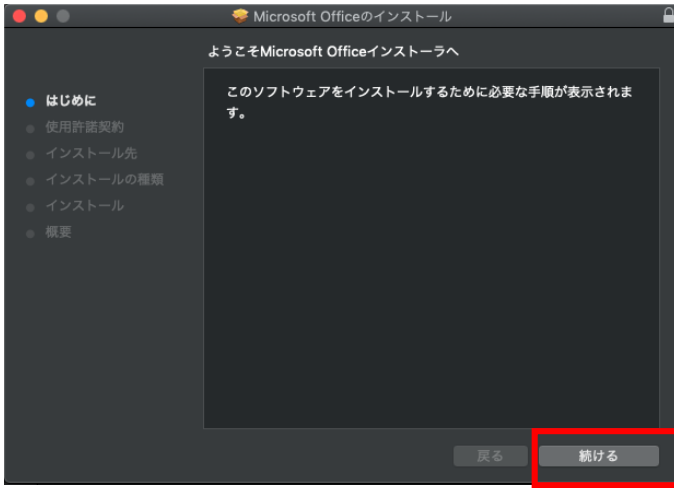 Microsoft Officeのインストール
ようこそMicrosoft Officeインストーラへ
はじめに
使用許諾契約
インストール先
インストールの種類
インストール
概要
このソフトウェアをインストールするために必要な手順が表示されま
す。
戻る
続ける